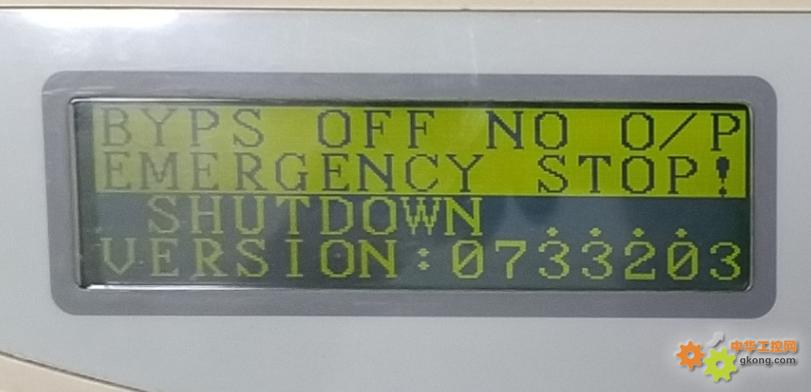 BYPS OFF NO O/P
EMERGENCY STOP!
SHUTDOWN ....
VERSION:0733203
中华工控网
gkong.com